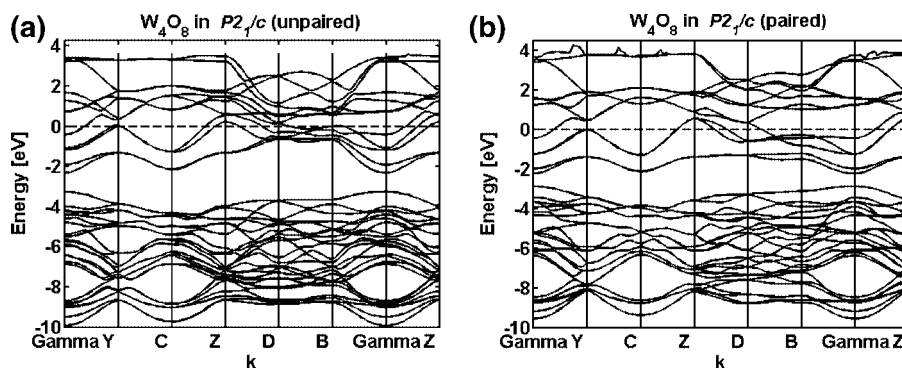 (a)
W4O8 in P21/c (unpaired)
Energy [eV]
4
2
0
-2
-4
-6
-8
-10
Gamma Y C Z D B Gamma Z
k
(b)
W4O8 in P21/c (paired)
Energy [eV]
4
2
0
-2
-4
-6
-8
-10
Gamma Y C Z D B Gamma Z
k